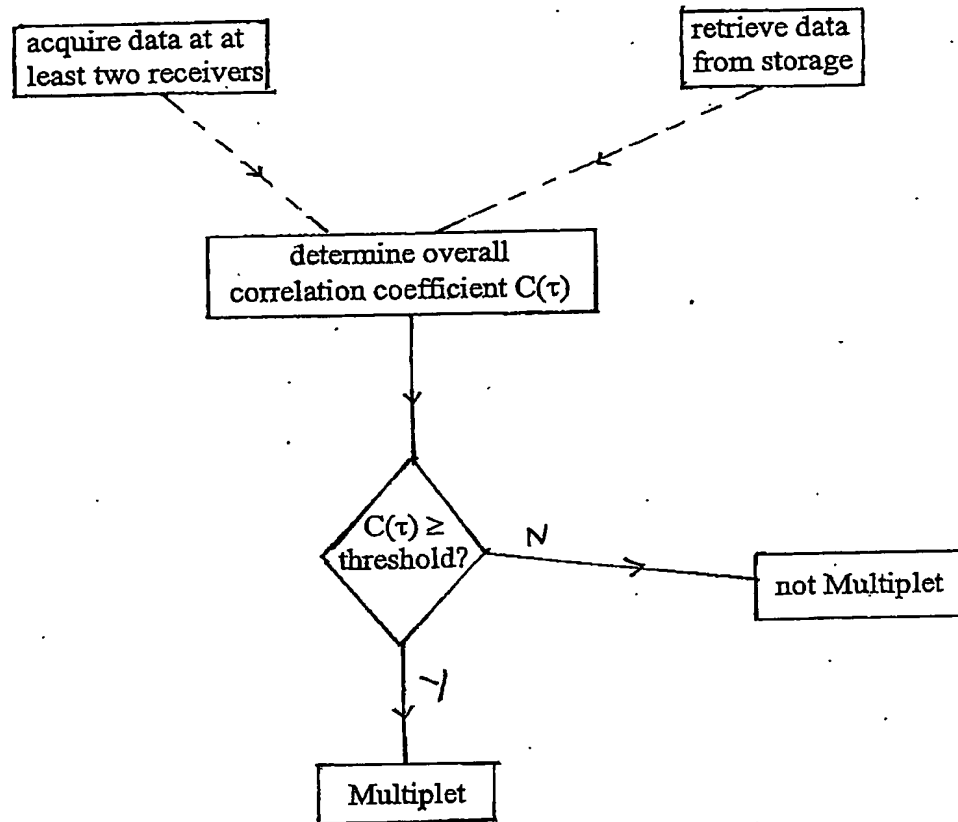 acquire data at at
least two receivers
retrieve data
from storage
determine overall
correlation coefficient C(τ)
C(τ) ≥
threshold?
N
not Multiplet
Y
Multiplet